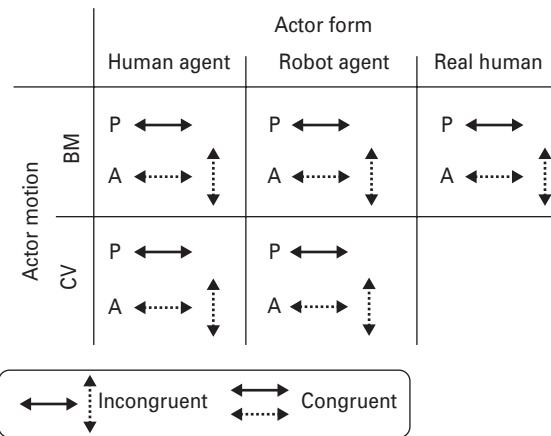 Actor form
Human agent Robot agent Real human
Actor motion
BM
P P P
A A A
CV
P P
A A
Incongruent Congruent